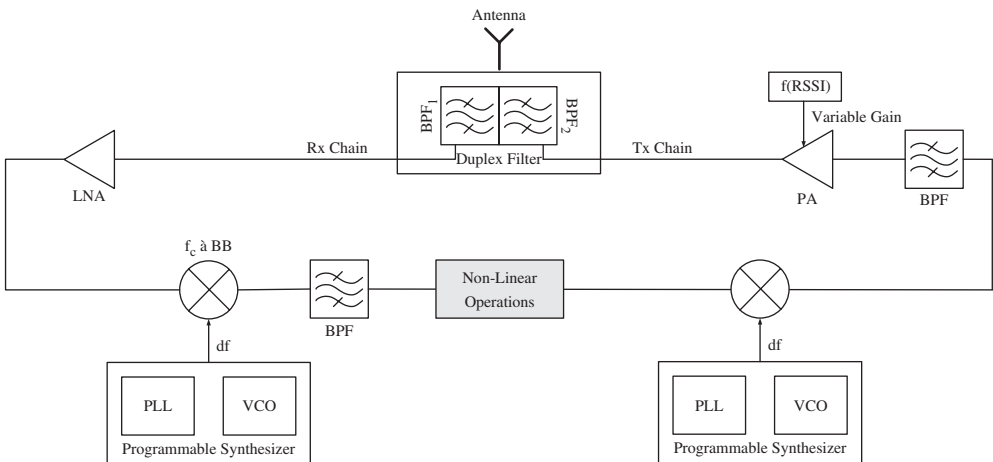 Antenna
f(RSSI)
BPF1
BPF2
Variable Gain
Rx Chain
Duplex Filter
Tx Chain
LNA
PA
BPF
fc à BB
Non-Linear
Operations
BPF
df
df
PLL
VCO
PLL
VCO
Programmable Synthesizer
Programmable Synthesizer